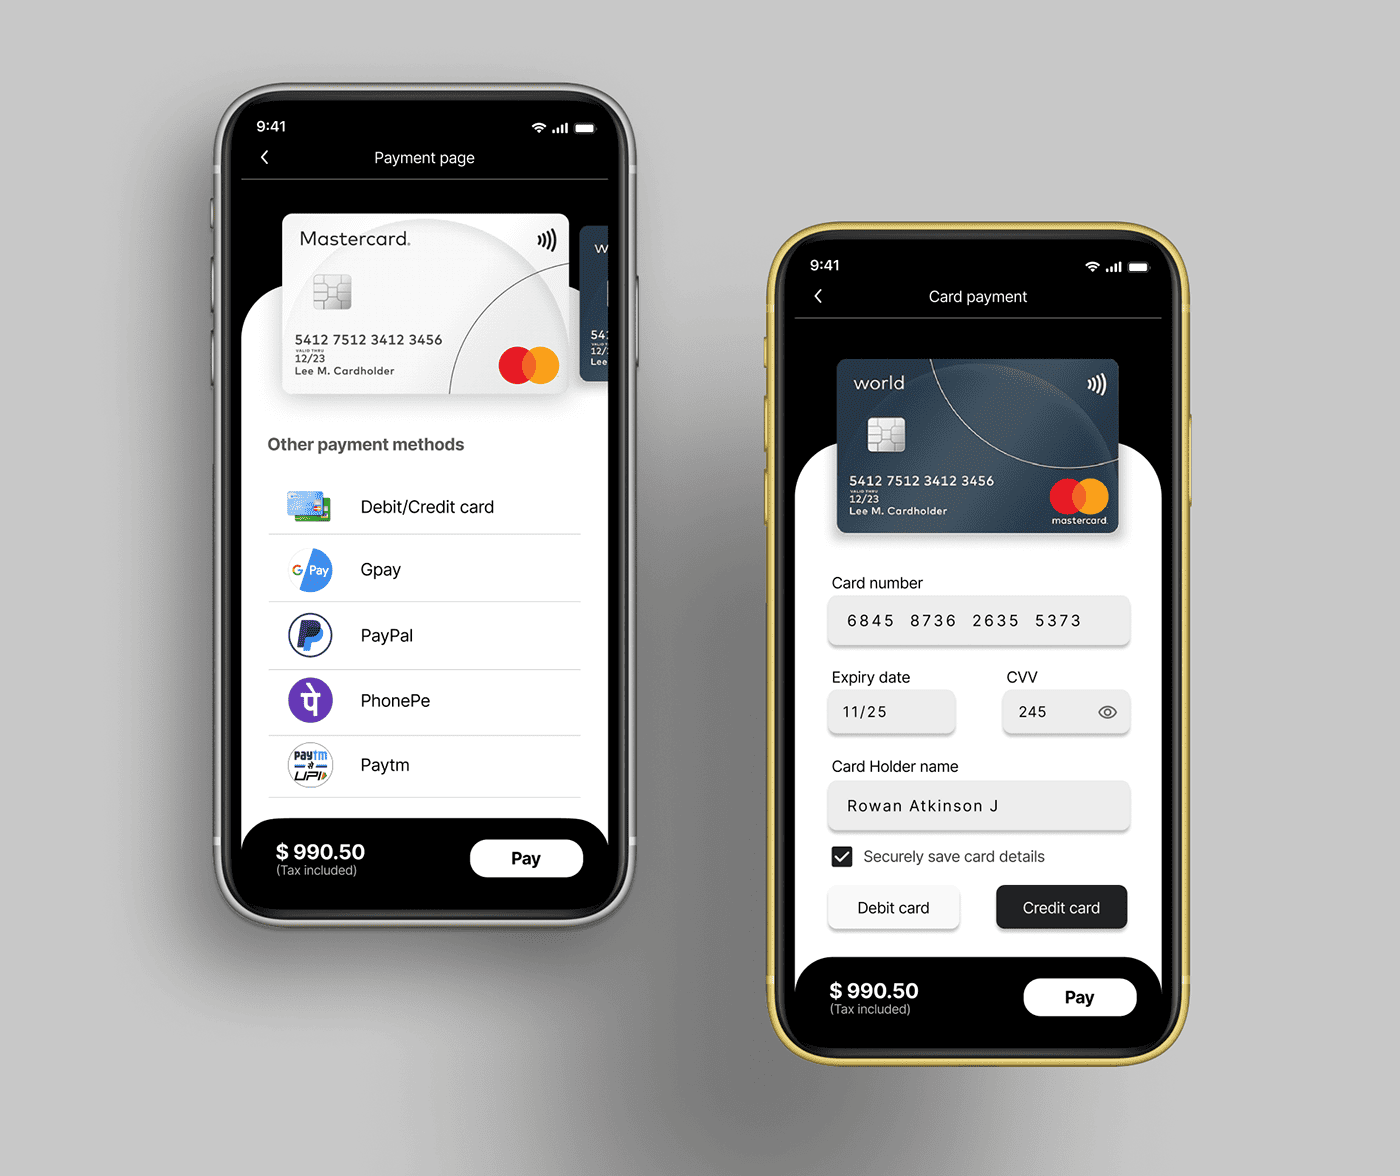 9:41
Payment page
Mastercard.
5412 7512 3412 3456
VALID THRU
12/23
Lee M. Cardholder
w
541
12/
Lee
Other payment methods
Debit/Credit card
G Pay
Gpay
PayPal
पे
PhonePe
paytm
से
UPI
Paytm
$ 990.50
(Tax included)
Pay
9:41
Card payment
world
5412 7512 3412 3456
VALID THRU
12/23
Lee M. Cardholder
mastercard.
Card number
6845 8736 2635 5373
Expiry date
CVV
11/25
245
Card Holder name
Rowan Atkinson J
Securely save card details
Debit card
Credit card
$ 990.50
(Tax included)
Pay